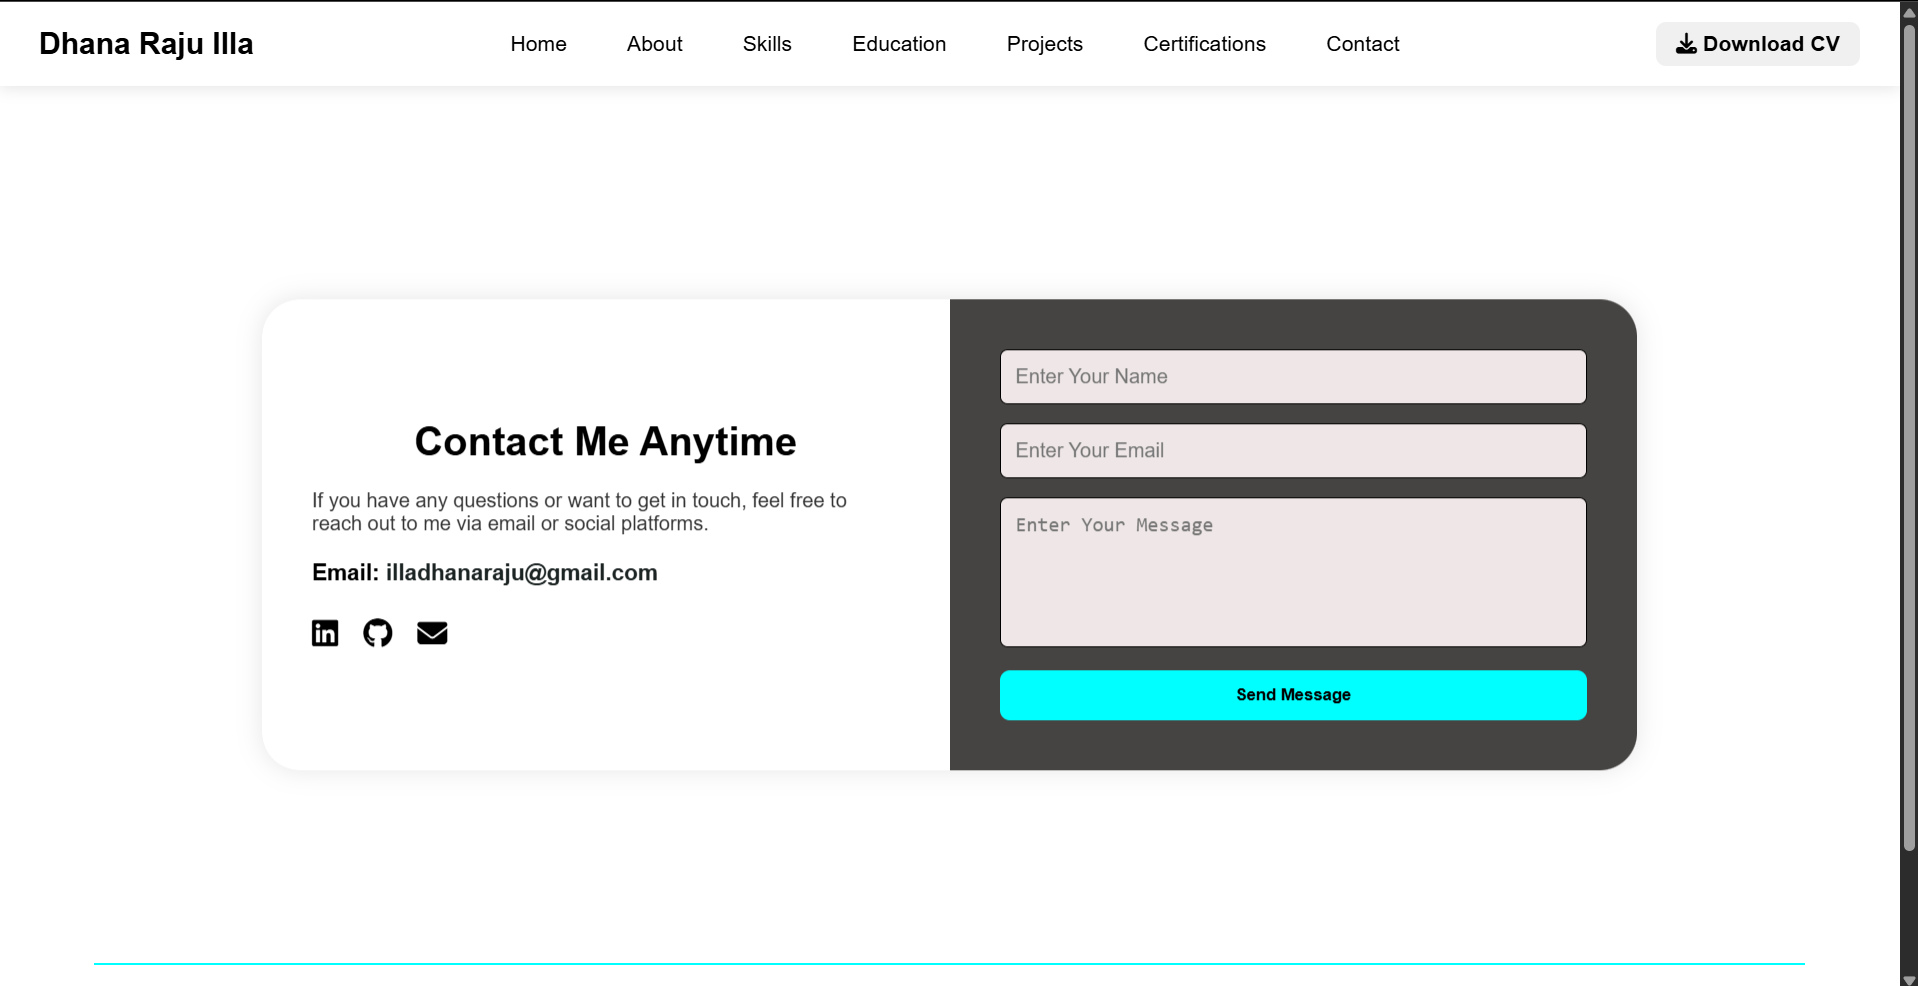 Dhana Raju Illa
Home
About
Skills
Education
Projects
Certifications
Contact
Download CV
Contact Me Anytime
If you have any questions or want to get in touch, feel free to
reach out to me via email or social platforms.
Email: illadhanaraju@gmail.com
Enter Your Name
Enter Your Email
Enter Your Message
Send Message